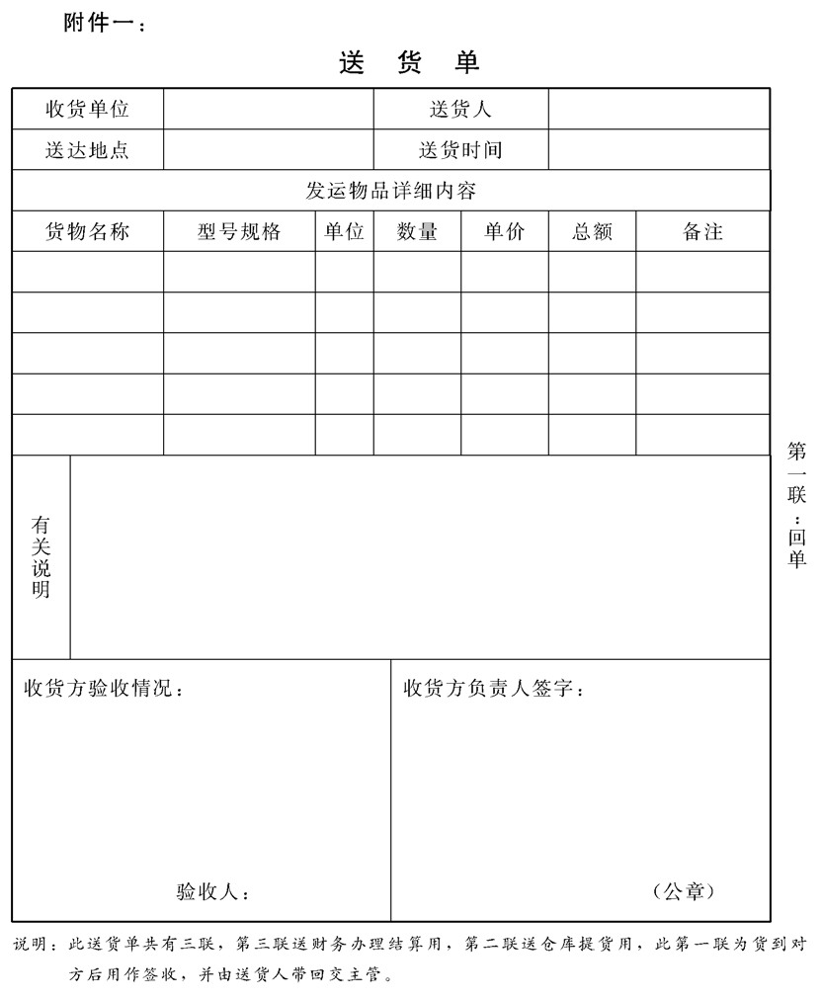 附件一：
送 货 单
收货单位 送货人
送达地点 送货时间
发运物品详细内容
货物名称 型号规格 单位 数量 单价 总额 备注
有关说明
第一联：回单
收货方验收情况： 收货方负责人签字：
验收人： （公章）
说明：此送货单共有三联，第三联送财务办理结算用，第二联送仓库提货用，此第一联为货到对
方后用作签收，并由送货人带回交主管。